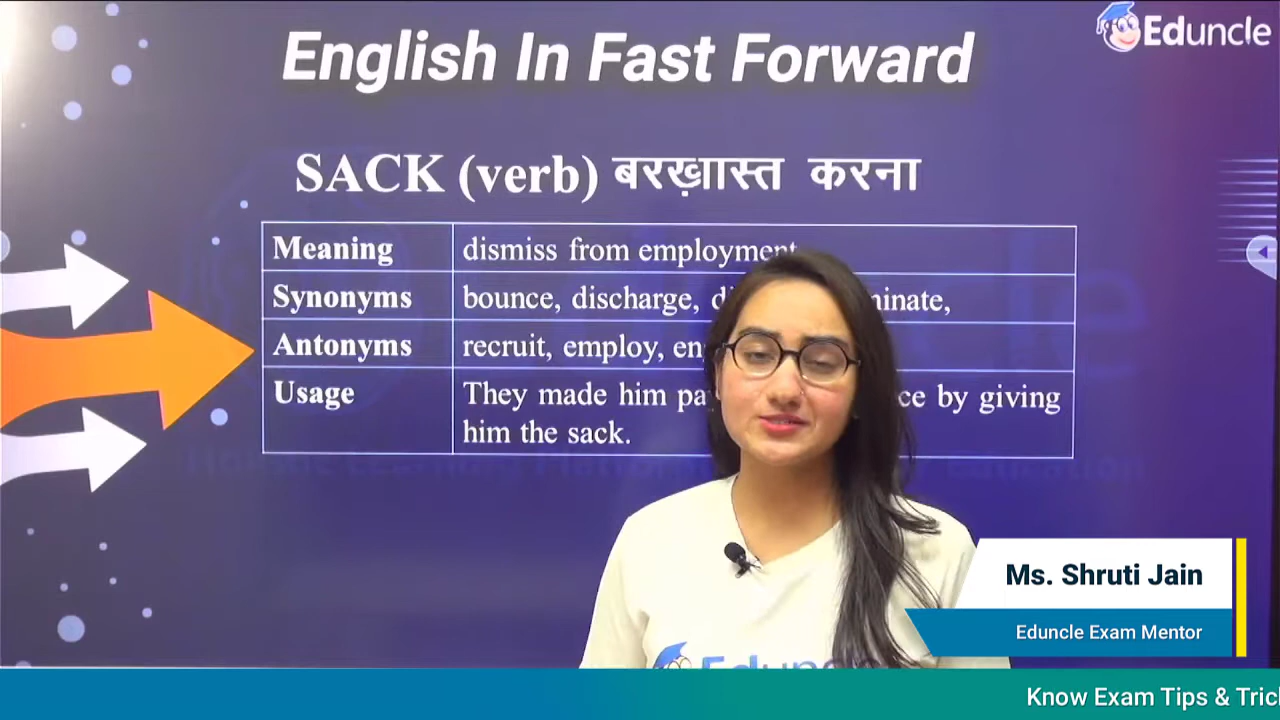 Eduncle
English In Fast Forward
SACK (verb) बरख़ास्त करना
Meaning dismiss from employment
Synonyms bounce, discharge,
Antonyms recruit, employ,
Usage They made him by giving
him the sack.
Ms. Shruti Jain
Eduncle Exam Mentor
Eduncle
Know Exam Tips &